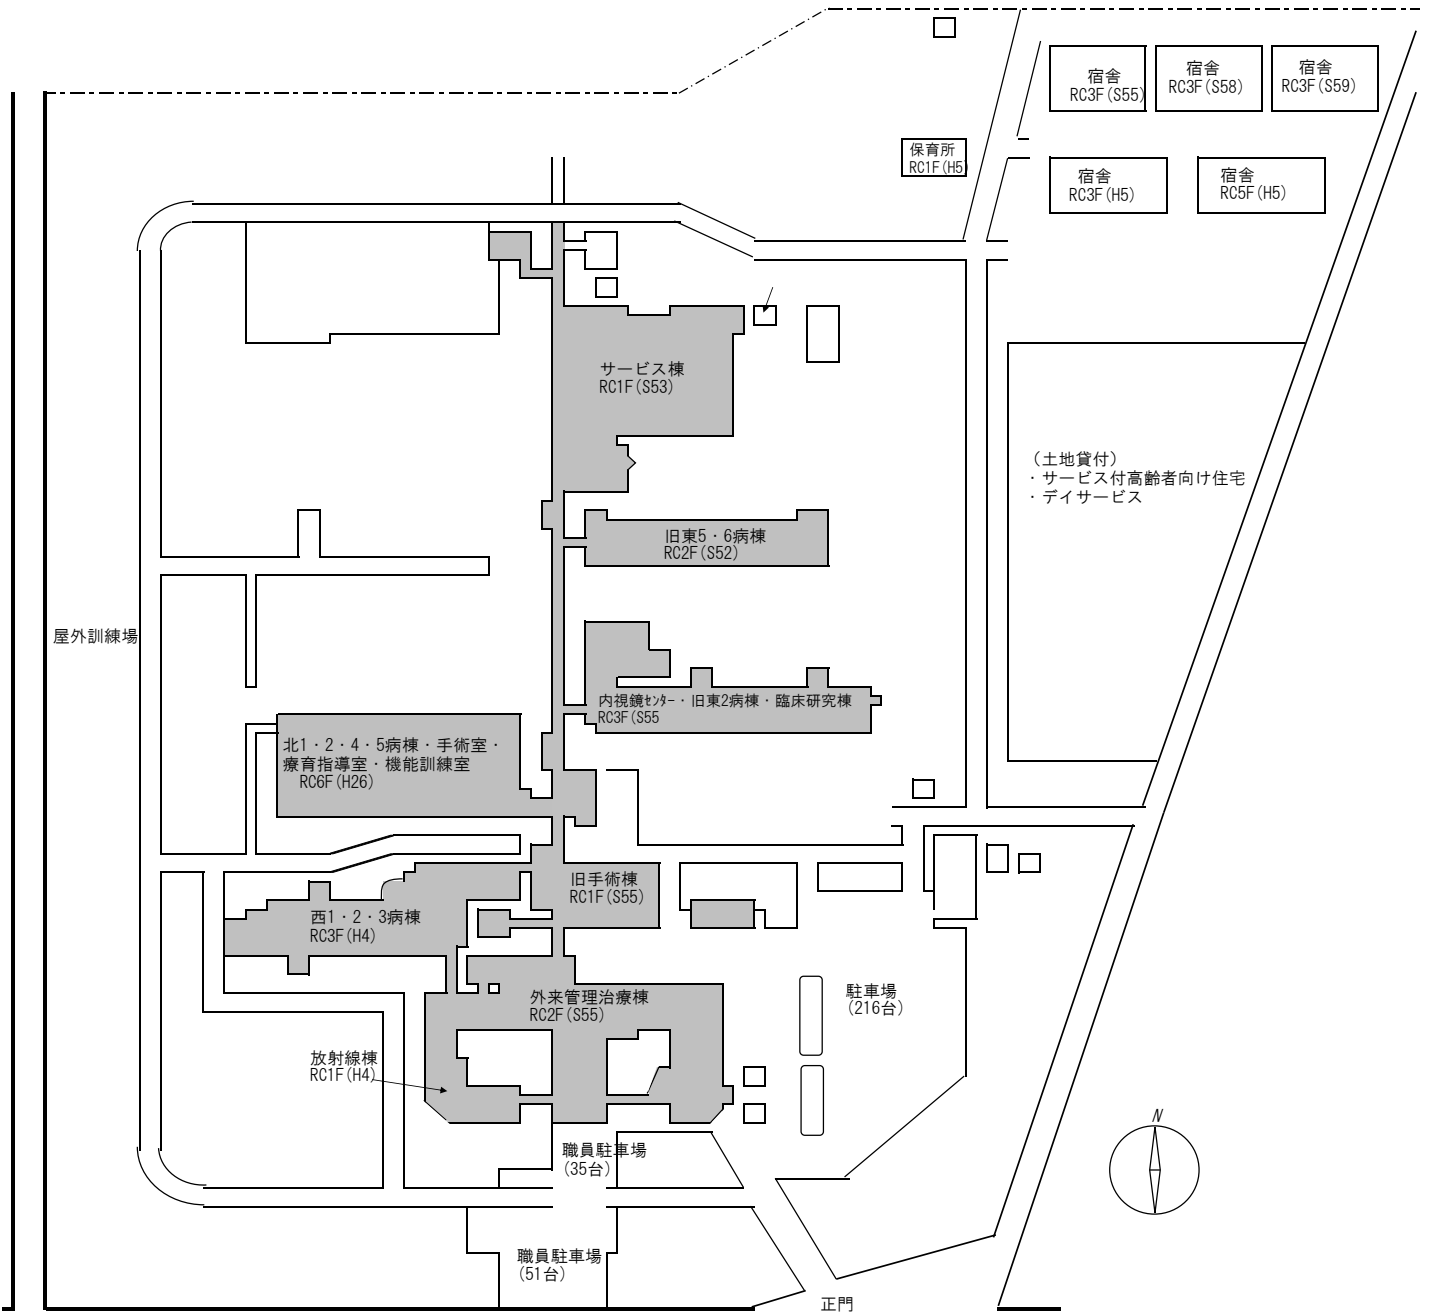 宿舎
RC3F(S55)
宿舎
RC3F(S58)
宿舎
RC3F(S59)
保育所
RC1F(H5)
宿舎
RC3F(H5)
宿舎
RC5F(H5)
サービス棟
RC1F(S53)
(土地貸付)
・サービス付高齢者向け住宅
・デイサービス
旧東5・6病棟
RC2F(S52)
屋外訓練場
内視鏡ｾﾝﾀｰ・旧東2病棟・臨床研究棟
RC3F(S55
北1・2・4・5病棟・手術室・
療育指導室・機能訓練室
RC6F(H26)
旧手術棟
RC1F(S55)
西1・2・3病棟
RC3F(H4)
外来管理治療棟
RC2F(S55)
駐車場
(216台)
放射線棟
RC1F(H4)
N
職員駐車場
(35台)
職員駐車場
(51台)
正門